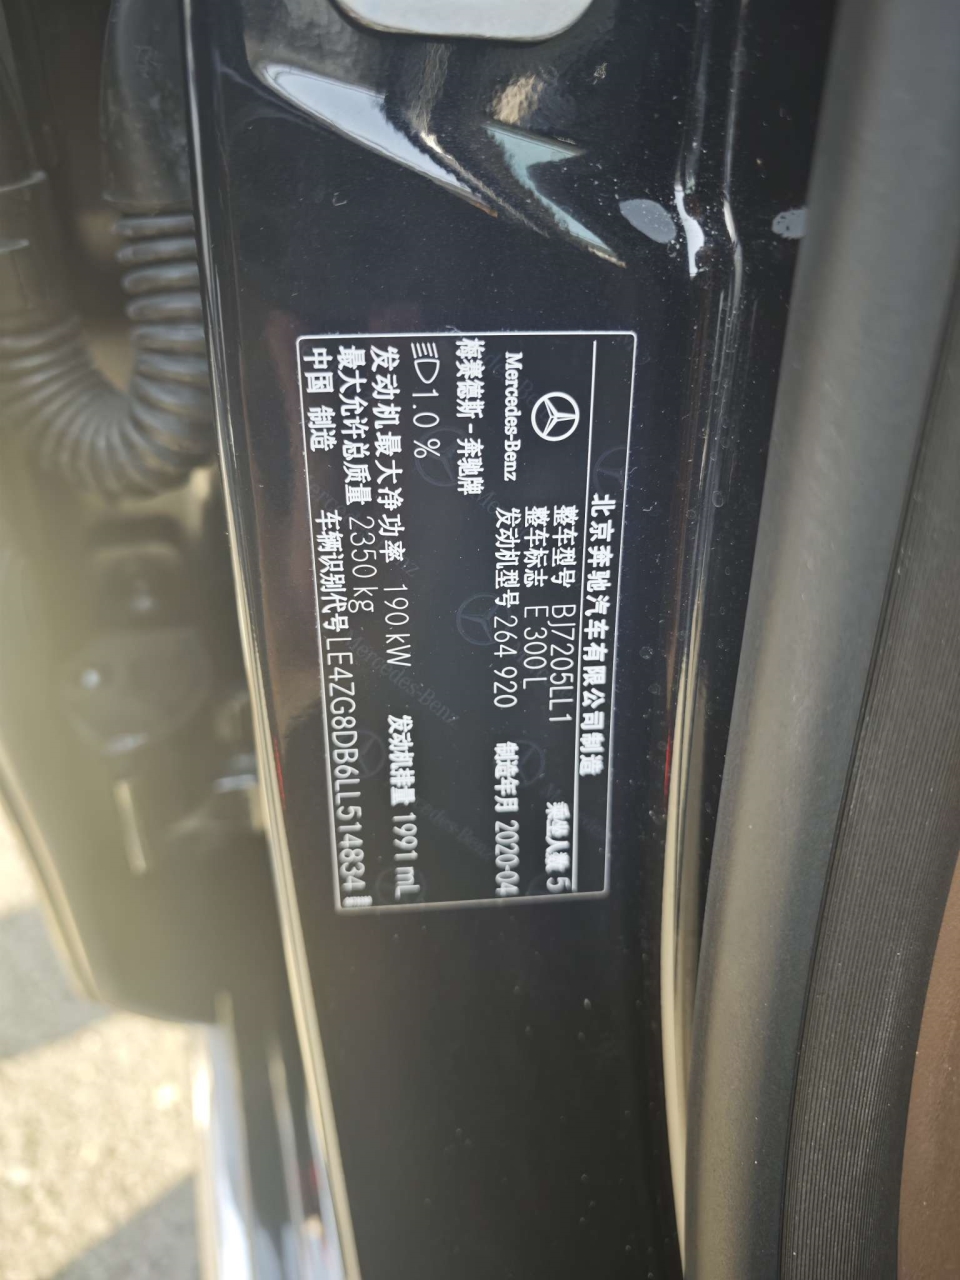 北京奔驰汽车有限公司制造
Mercedes-Benz
梅赛德斯-奔驰牌
整车型号 BJ7205LL1
乘坐人数 5
整车标志 E 300 L
发动机型号 264 920
制造年月 2020-04
1.0 %
发动机最大净功率 190 kW
发动机排量 1991 mL
最大允许总质量 2350 kg
中国 制造
车辆识别代号 LE4ZG8DB6LL514834